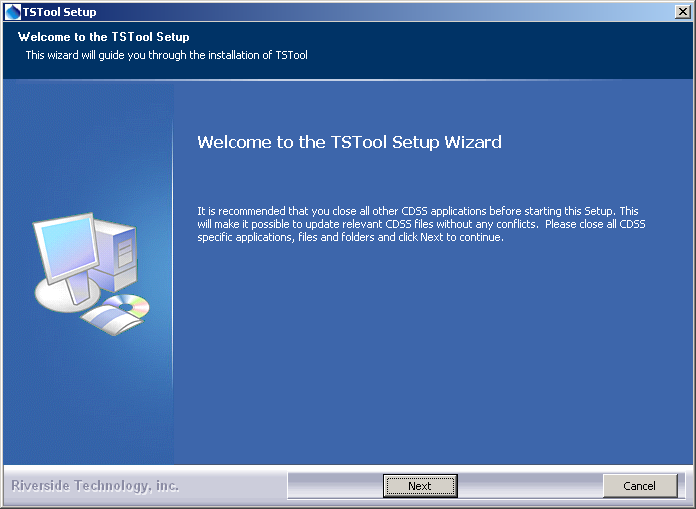 TSTool Setup
Welcome to the TSTool Setup
This wizard will guide you through the installation of TSTool
Welcome to the TSTool Setup Wizard
It is recommended that you close all other CDSS applications before starting this Setup. This
will make it possible to update relevant CDSS files without any conflicts.  Please close all CDSS
specific applications, files and folders and click Next to continue.
Riverside Technology, inc.
Next
Cancel